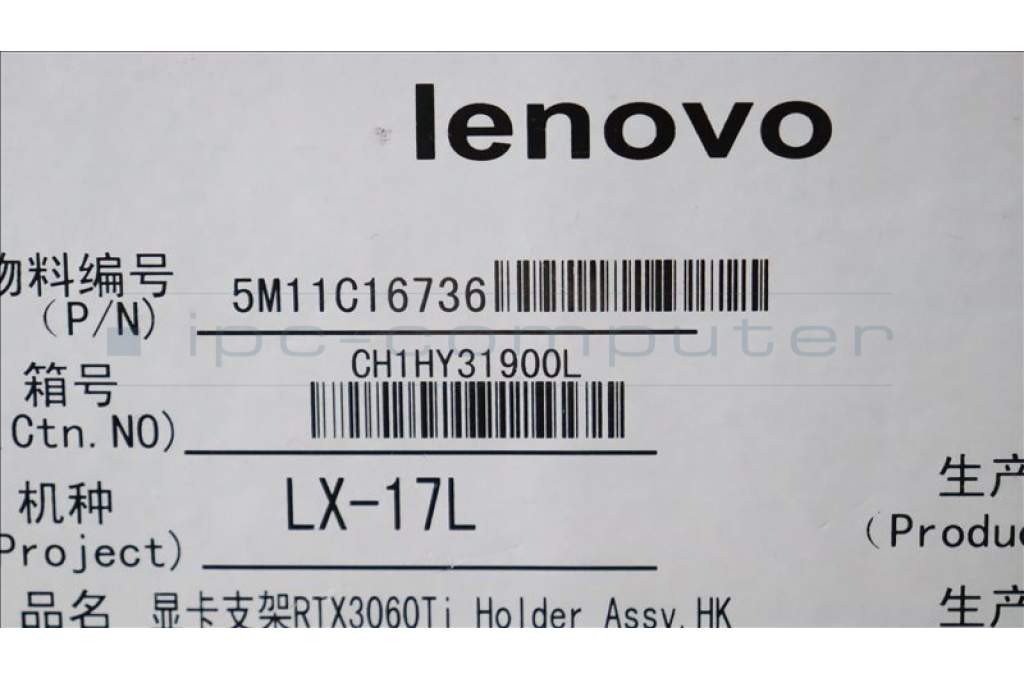 lenovo
物料编号 5M11C16736
(P/N)
ipc-computer
CH1HY31900L
箱号
Ctn.NO)
机种 LX-17L
Project)
生产
(Produc
品名 显卡支架RTX3060Ti Holder Assy,HK
生产